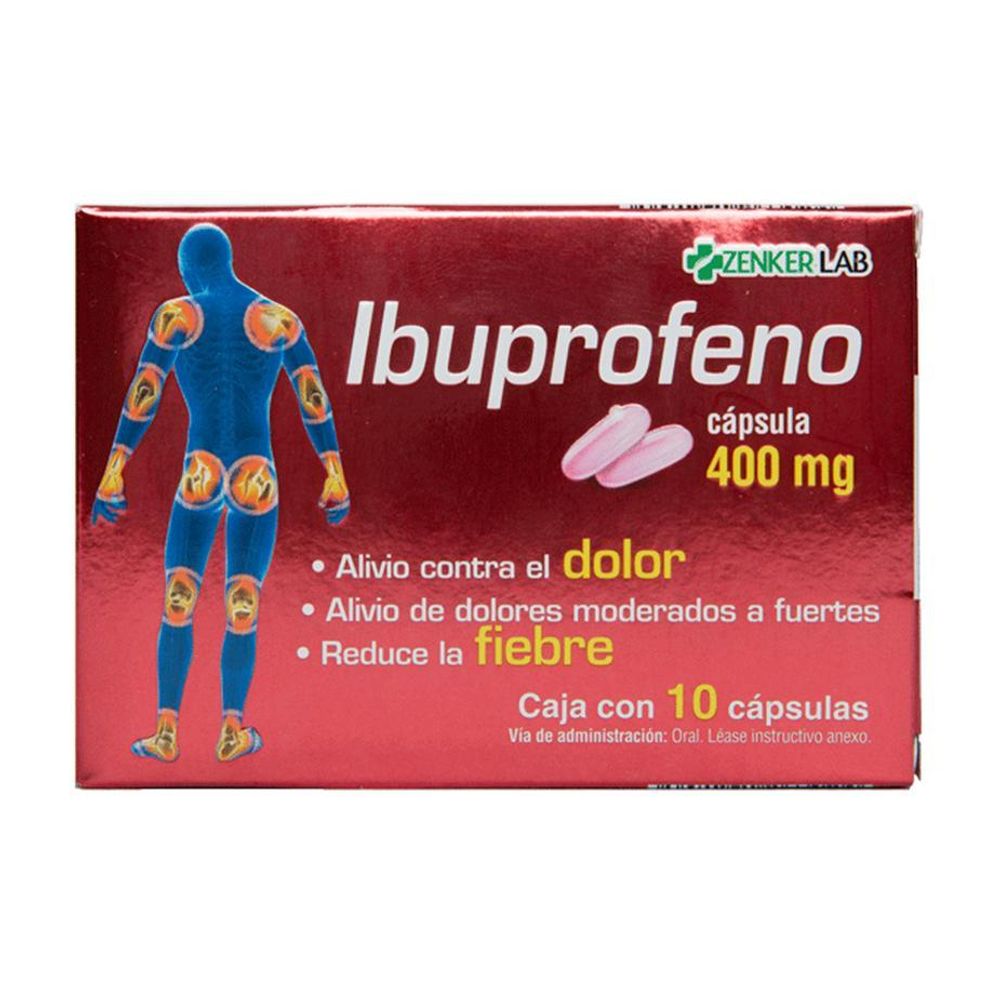 ZENKER LAB
Ibuprofeno
cápsula
400 mg
• Alivio contra el dolor
• Alivio de dolores moderados a fuertes
• Reduce la fiebre
Caja con 10 cápsulas
Vía de administración: Oral. Léase instructivo anexo.